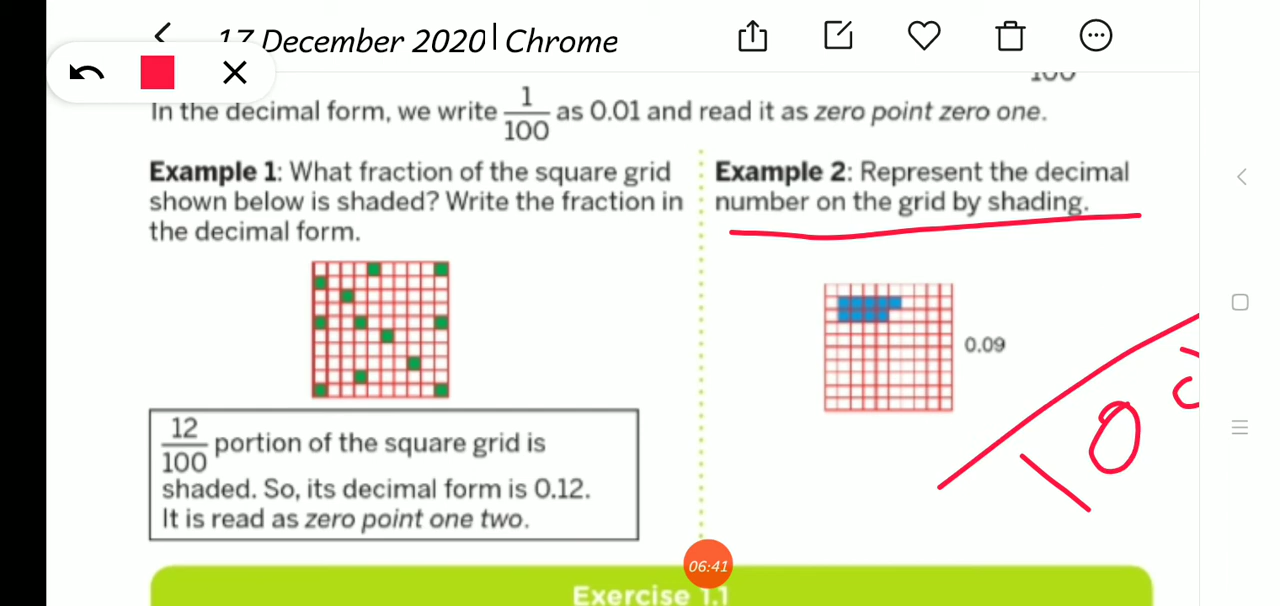 17 December 2020 | Chrome
100
In the decimal form, we write 1/100 as 0.01 and read it as zero point zero one.
Example 1: What fraction of the square grid
shown below is shaded? Write the fraction in
the decimal form.
Example 2: Represent the decimal
number on the grid by shading.
0.09
10
12/100 portion of the square grid is
shaded. So, its decimal form is 0.12.
It is read as zero point one two.
06:41
Exercise 1.1